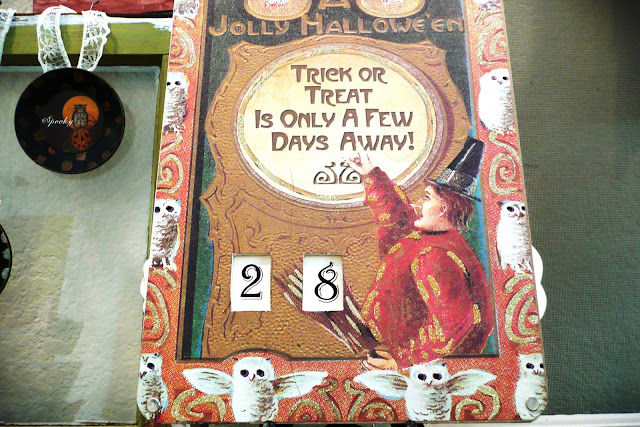 A
Jolly Hallowe'en
Trick or
Treat
Is Only A Few
Days Away!
2 8
Spooky